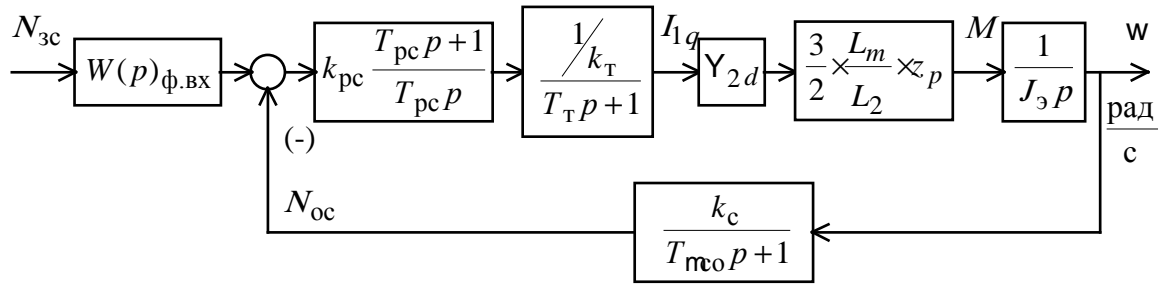 N_зс
W(p)_ф.вх
(-)
k_рс (T_рс p + 1)/(T_рс p)
(1/k_т)/(T_т p + 1)
I_1q
Y_2d
3/2 × L_m/L_2 × z_p
M
1/(J_э p)
w
рад/с
N_ос
k_с/(T_mсо p + 1)